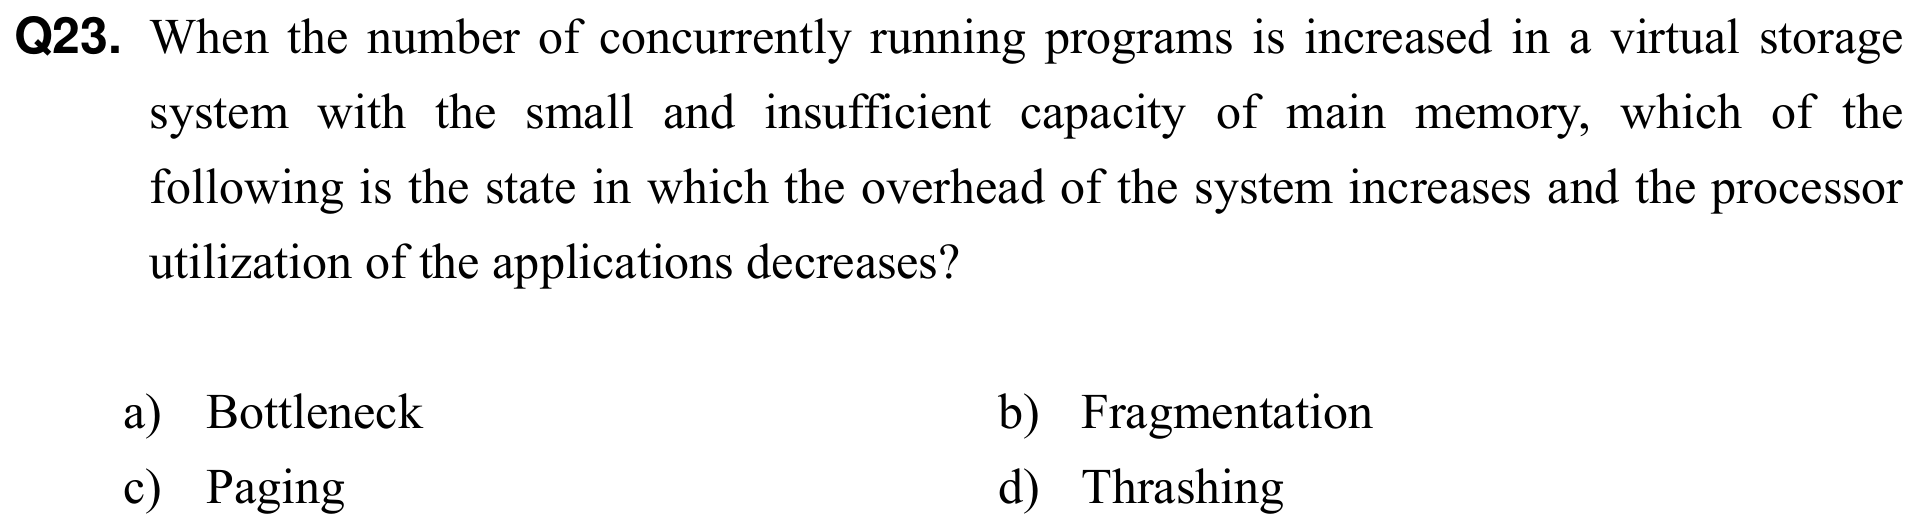 Q23. When the number of concurrently running programs is increased in a virtual storage
system with the small and insufficient capacity of main memory, which of the
following is the state in which the overhead of the system increases and the processor
utilization of the applications decreases?
a) Bottleneck b) Fragmentation
c) Paging d) Thrashing